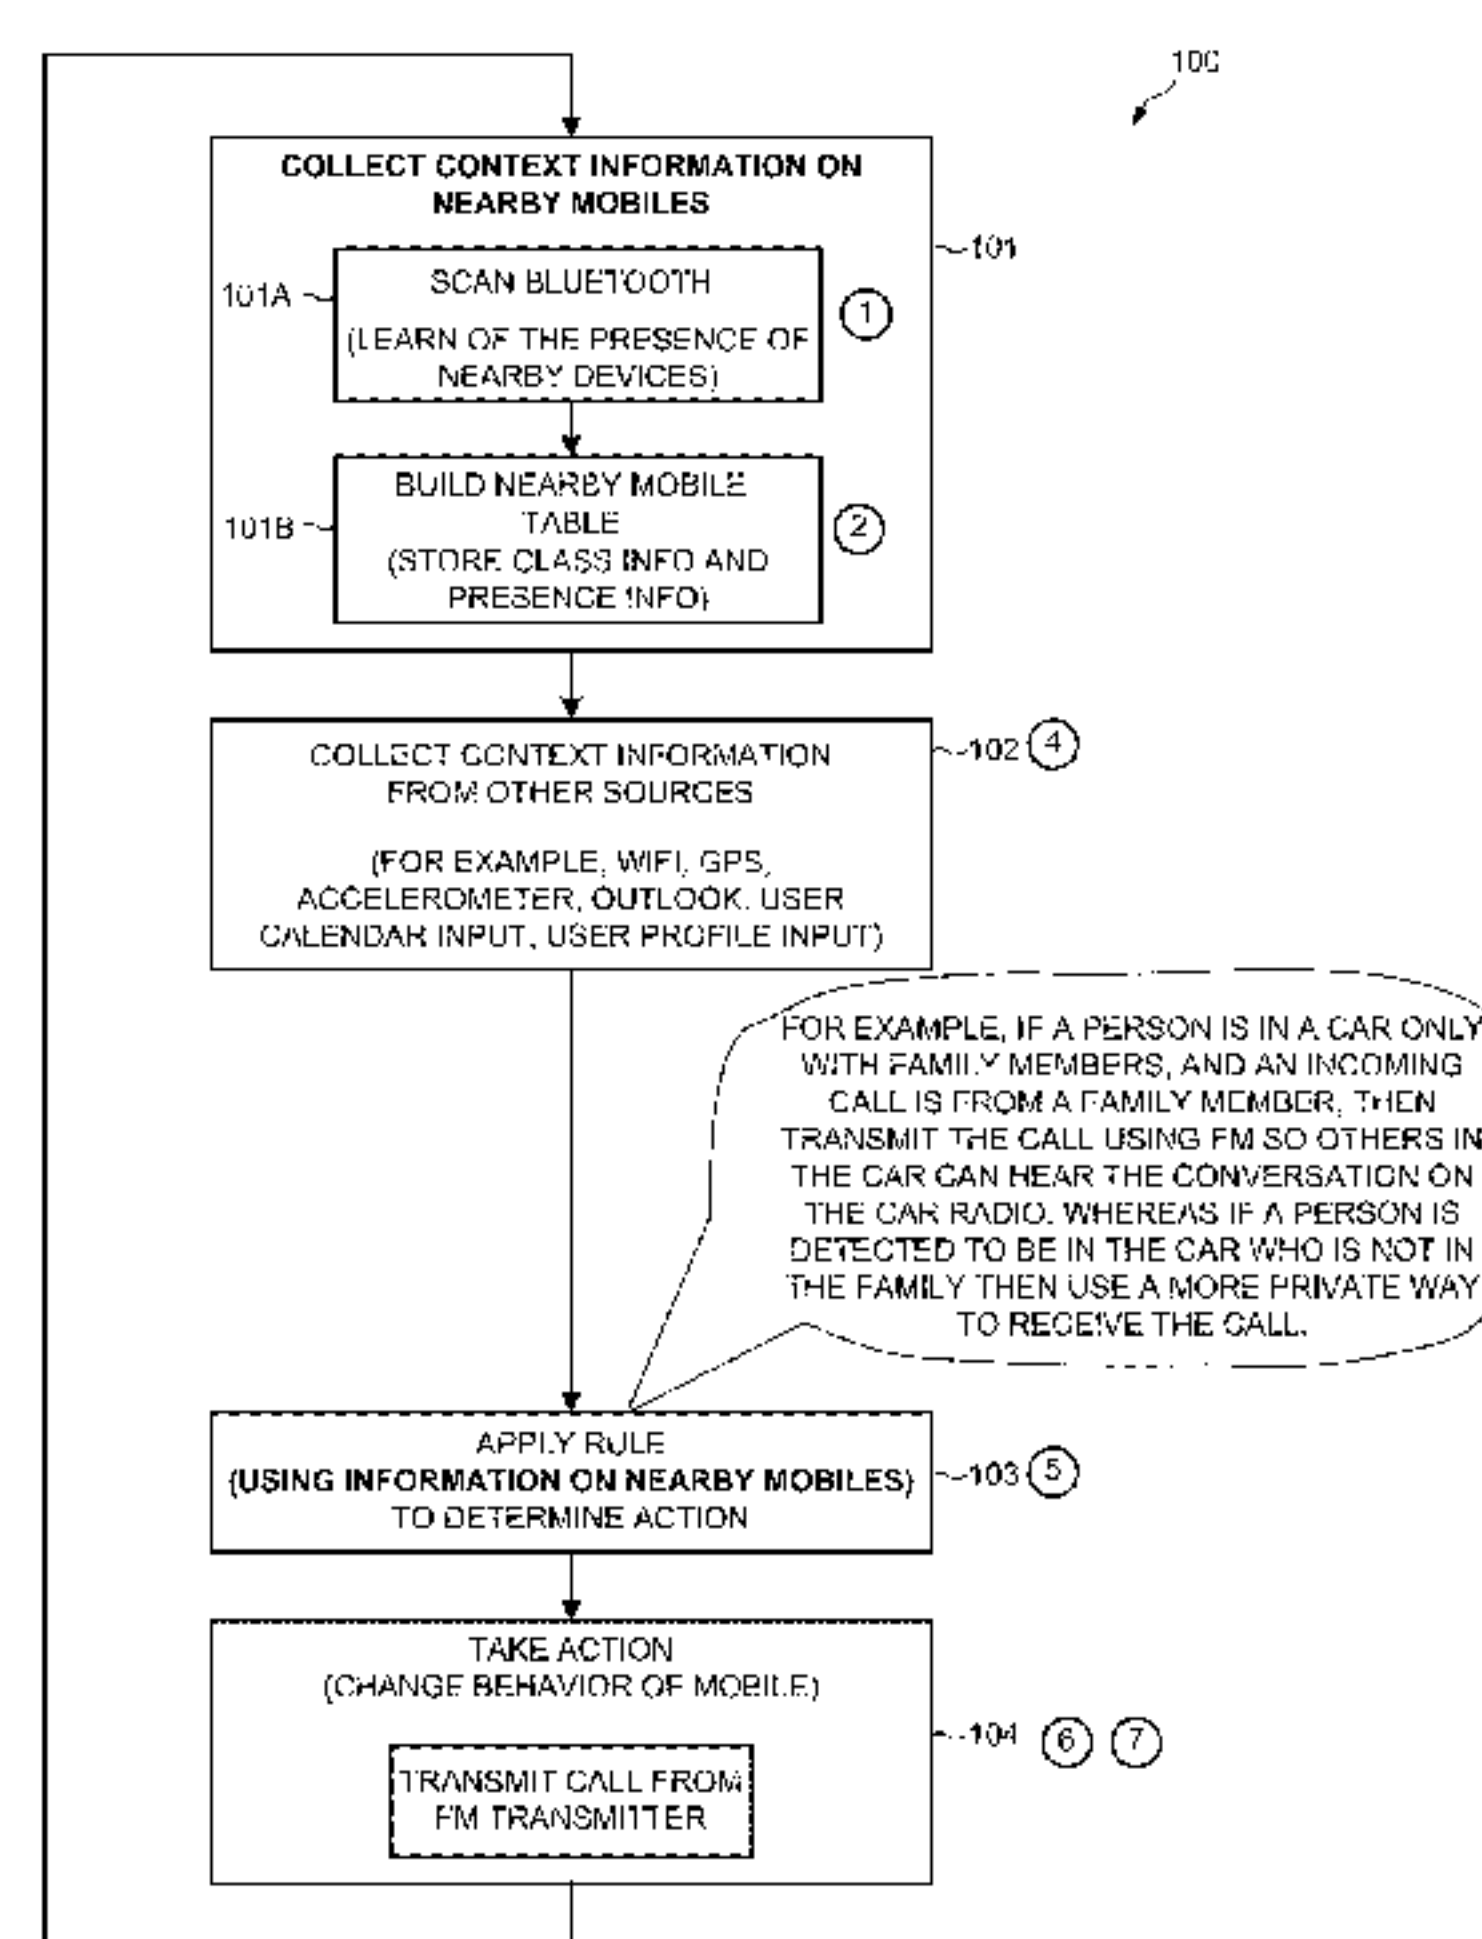 100
COLLECT CONTEXT INFORMATION ON
NEARBY MOBILES
101
101A
SCAN BLUETOOTH
1
(LEARN OF THE PRESENCE OF
NEARBY DEVICES)
BUILD NEARBY MOBILE
TABLE
101B
2
(STORE CLASS INFO AND
PRESENCE INFO)
COLLECT CONTEXT INFORMATION
FROM OTHER SOURCES
102
4
(FOR EXAMPLE, WIFI, GPS,
ACCELEROMETER, OUTLOOK, USER
CALENDAR INPUT, USER PROFILE INPUT)
FOR EXAMPLE, IF A PERSON IS IN A CAR ONLY
WITH FAMILY MEMBERS, AND AN INCOMING
CALL IS FROM A FAMILY MEMBER, THEN
TRANSMIT THE CALL USING FM SO OTHERS IN
THE CAR CAN HEAR THE CONVERSATION ON
THE CAR RADIO. WHEREAS IF A PERSON IS
DETECTED TO BE IN THE CAR WHO IS NOT IN
THE FAMILY THEN USE A MORE PRIVATE WAY
TO RECEIVE THE CALL.
APPLY RULE
(USING INFORMATION ON NEARBY MOBILES)
TO DETERMINE ACTION
103
5
TAKE ACTION
(CHANGE BEHAVIOR OF MOBILE)
104
6
7
TRANSMIT CALL FROM
FM TRANSMITTER